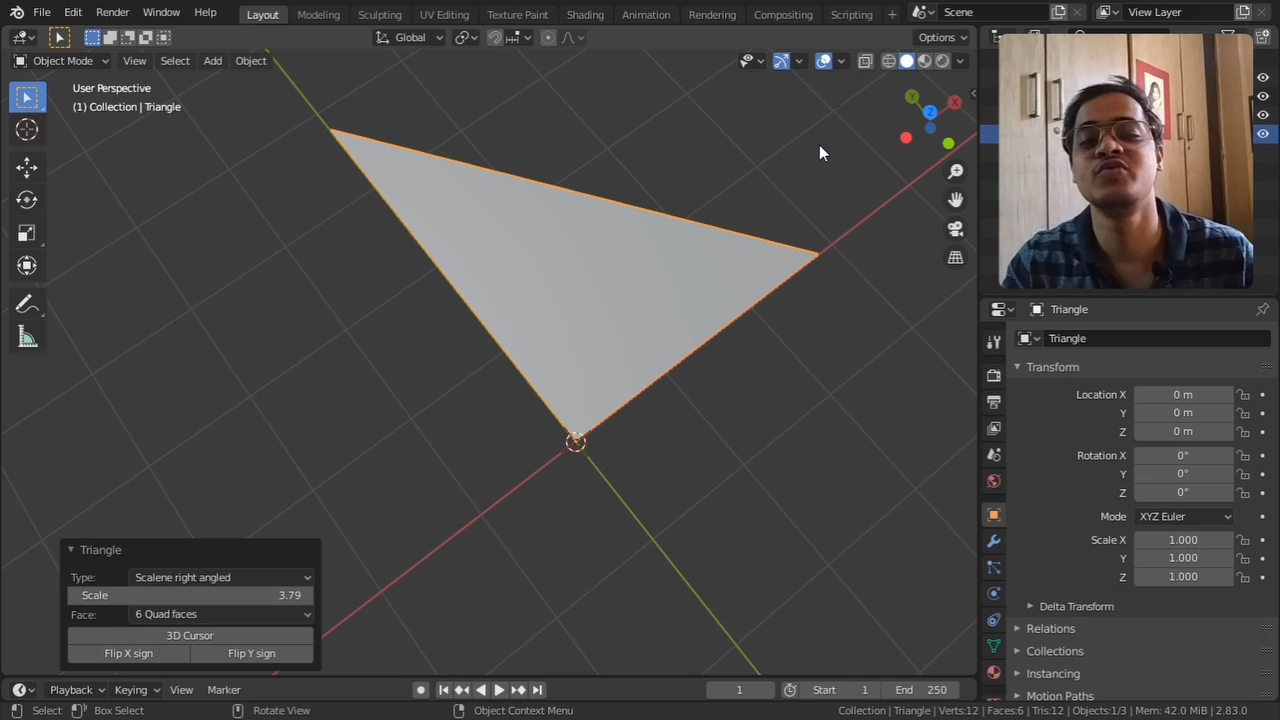 File Edit Render Window Help
Layout Modeling Sculpting UV Editing Texture Paint Shading Animation Rendering Compositing Scripting +
Scene
View Layer
Global
Options
Object Mode View Select Add Object
User Perspective
(1) Collection | Triangle
Y X Z
Triangle
Triangle
Transform
Location X 0 m
Y 0 m
Z 0 m
Rotation X 0°
Y 0°
Z 0°
Mode XYZ Euler
Scale X 1.000
Y 1.000
Z 1.000
Delta Transform
Relations
Collections
Instancing
Motion Paths
Triangle
Type: Scalene right angled
Scale 3.79
Face: 6 Quad faces
3D Cursor
Flip X sign Flip Y sign
Playback Keying View Marker
1 Start 1 End 250
Select Box Select Rotate View Object Context Menu
Collection | Triangle | Verts:12 | Faces:6 | Tris:12 | Objects:1/3 | Mem: 42.0 MiB | 2.83.0